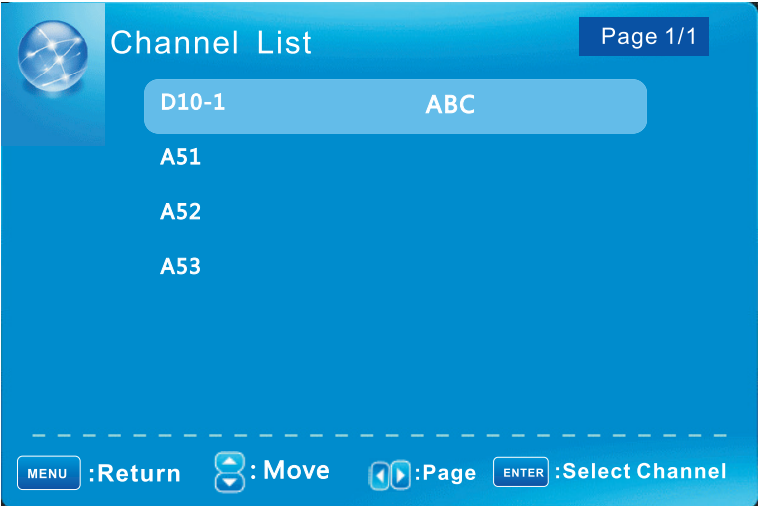 Channel List
Page 1/1
D10-1 ABC
A51
A52
A53
MENU :Return : Move :Page ENTER :Select Channel